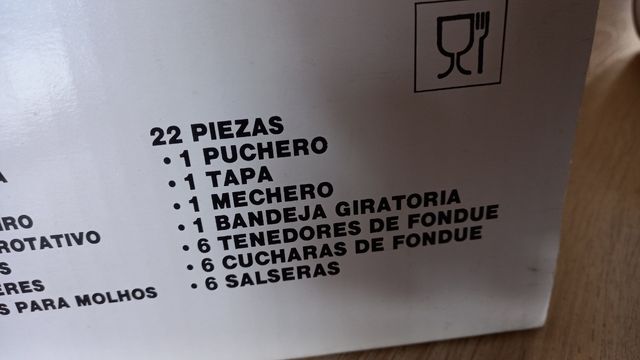 22 PIEZAS
• 1 PUCHERO
• 1 TAPA
• 1 MECHERO
• 1 BANDEJA GIRATORIA
• 6 TENEDORES DE FONDUE
• 6 CUCHARAS DE FONDUE
• 6 SALSERAS
ROTATIVO
PARA MOLHOS